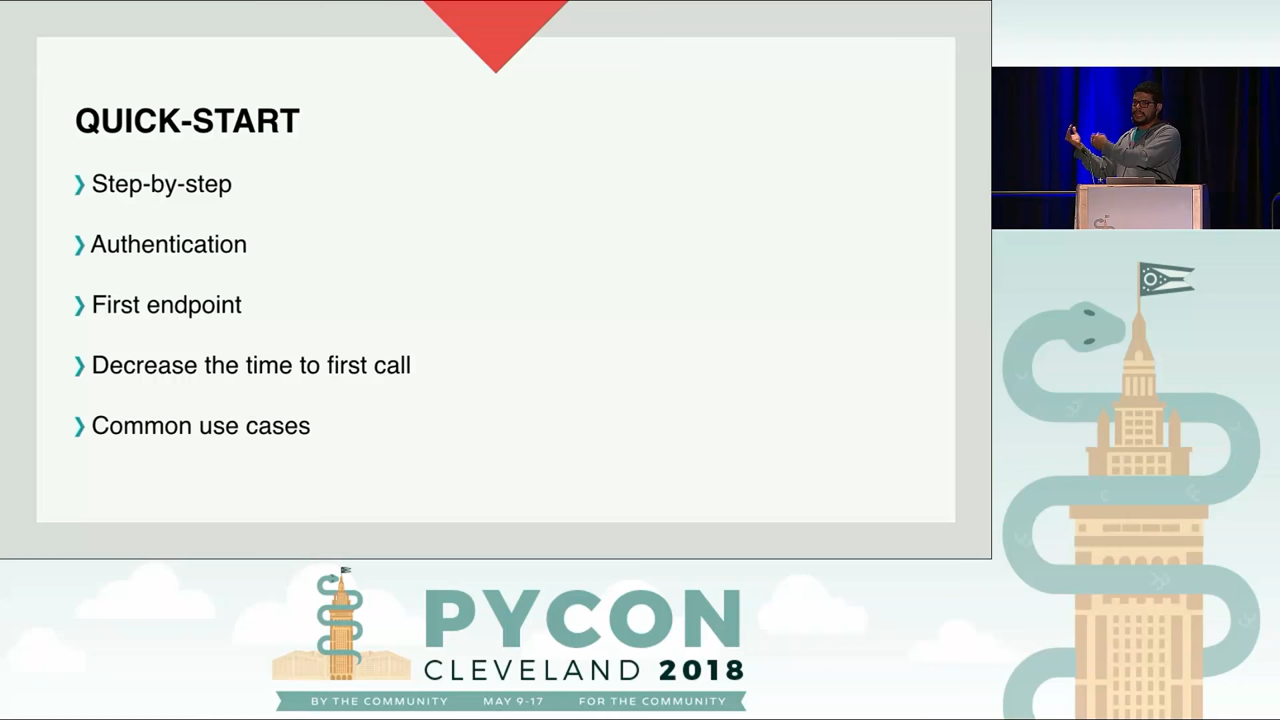 QUICK-START
❯ Step-by-step
❯ Authentication
❯ First endpoint
❯ Decrease the time to first call
❯ Common use cases
PYCON
CLEVELAND 2018
BY THE COMMUNITY MAY 9-17 FOR THE COMMUNITY